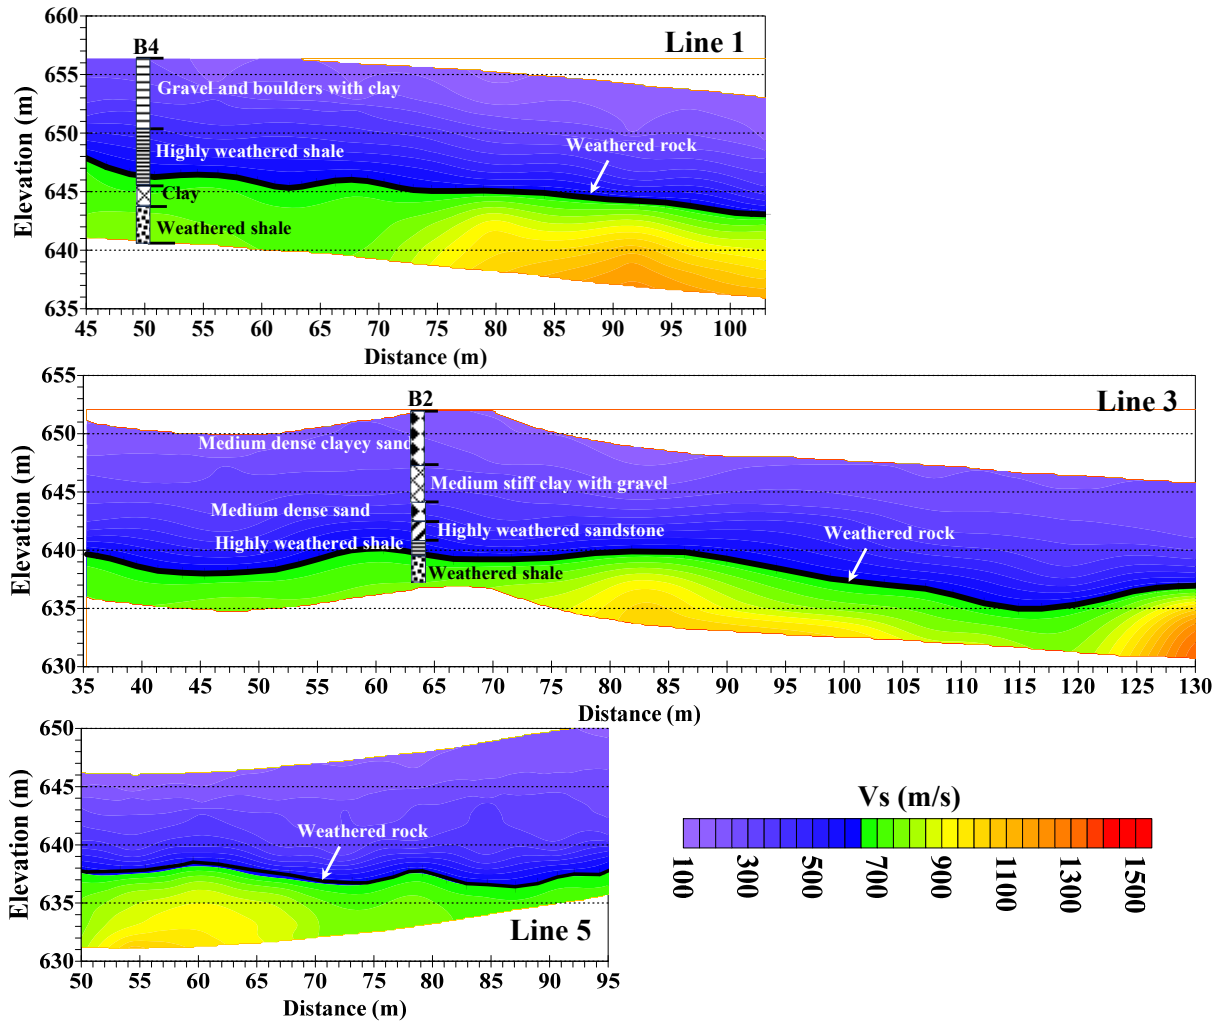 660
Line 1
B4
655
Gravel and boulders with clay
650
Weathered rock
Highly weathered shale
645
Clay
Weathered shale
640
635
Elevation (m)
45 50 55 60 65 70 75 80 85 90 95 100
Distance (m)
655
Line 3
B2
650
Medium dense clayey sand
Medium stiff clay with gravel
645
Medium dense sand
Highly weathered sandstone
Weathered rock
Highly weathered shale
640
Weathered shale
635
630
Elevation (m)
35 40 45 50 55 60 65 70 75 80 85 90 95 100 105 110 115 120 125 130
Distance (m)
650
645
Weathered rock
640
635
Line 5
630
Elevation (m)
50 55 60 65 70 75 80 85 90 95
Distance (m)
Vs (m/s)
100 300 500 700 900 1100 1300 1500